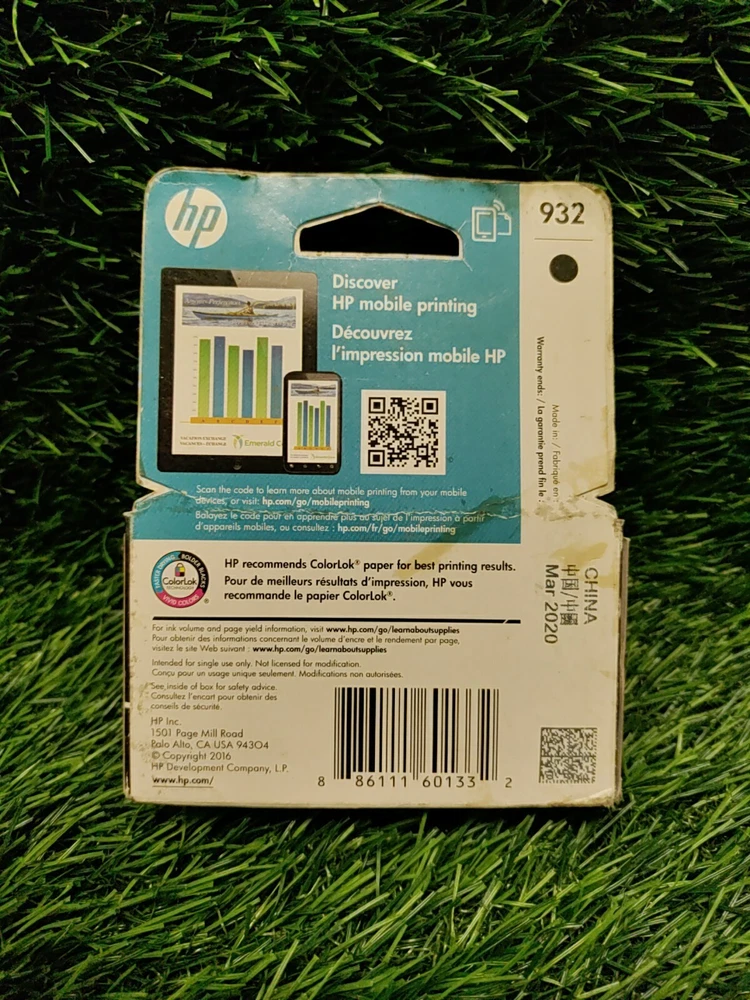 hp
932
Discover
HP mobile printing
Découvrez
l'impression mobile HP
Emerald C
Scan the code to learn more about mobile printing from your mobile
devices, or visit: hp.com/go/mobileprinting
Balayez le code pour en apprendre plus au sujet de l'impression à partir
d'appareils mobiles, ou consultez : hp.com/fr/go/mobileprinting
Made in: / Fabriqué en
Warranty ends: / La garantie prend fin le :
CHINA
中国/中國
Mar 2020
BOLDER BLACKS
FASTER DRYING
VIVID COLORS
ColorLok
HP recommends ColorLok® paper for best printing results.
Pour de meilleurs résultats d'impression, HP vous
recommande le papier ColorLok®.
For ink volume and page yield information, visit www.hp.com/go/learnaboutsupplies
Pour obtenir des informations concernant le volume d'encre et le rendement par page,
visitez le site Web suivant : www.hp.com/go/learnaboutsupplies
Intended for single use only. Not licensed for modification.
Conçu pour un usage unique seulement. Modifications non autorisées.
See inside of box for safety advice.
Consultez l'encart pour obtenir des
conseils de sécurité.
HP Inc.
1501 Page Mill Road
Palo Alto, CA USA 94304
© Copyright 2016
HP Development Company, L.P.
www.hp.com/
8 86111 60133 2